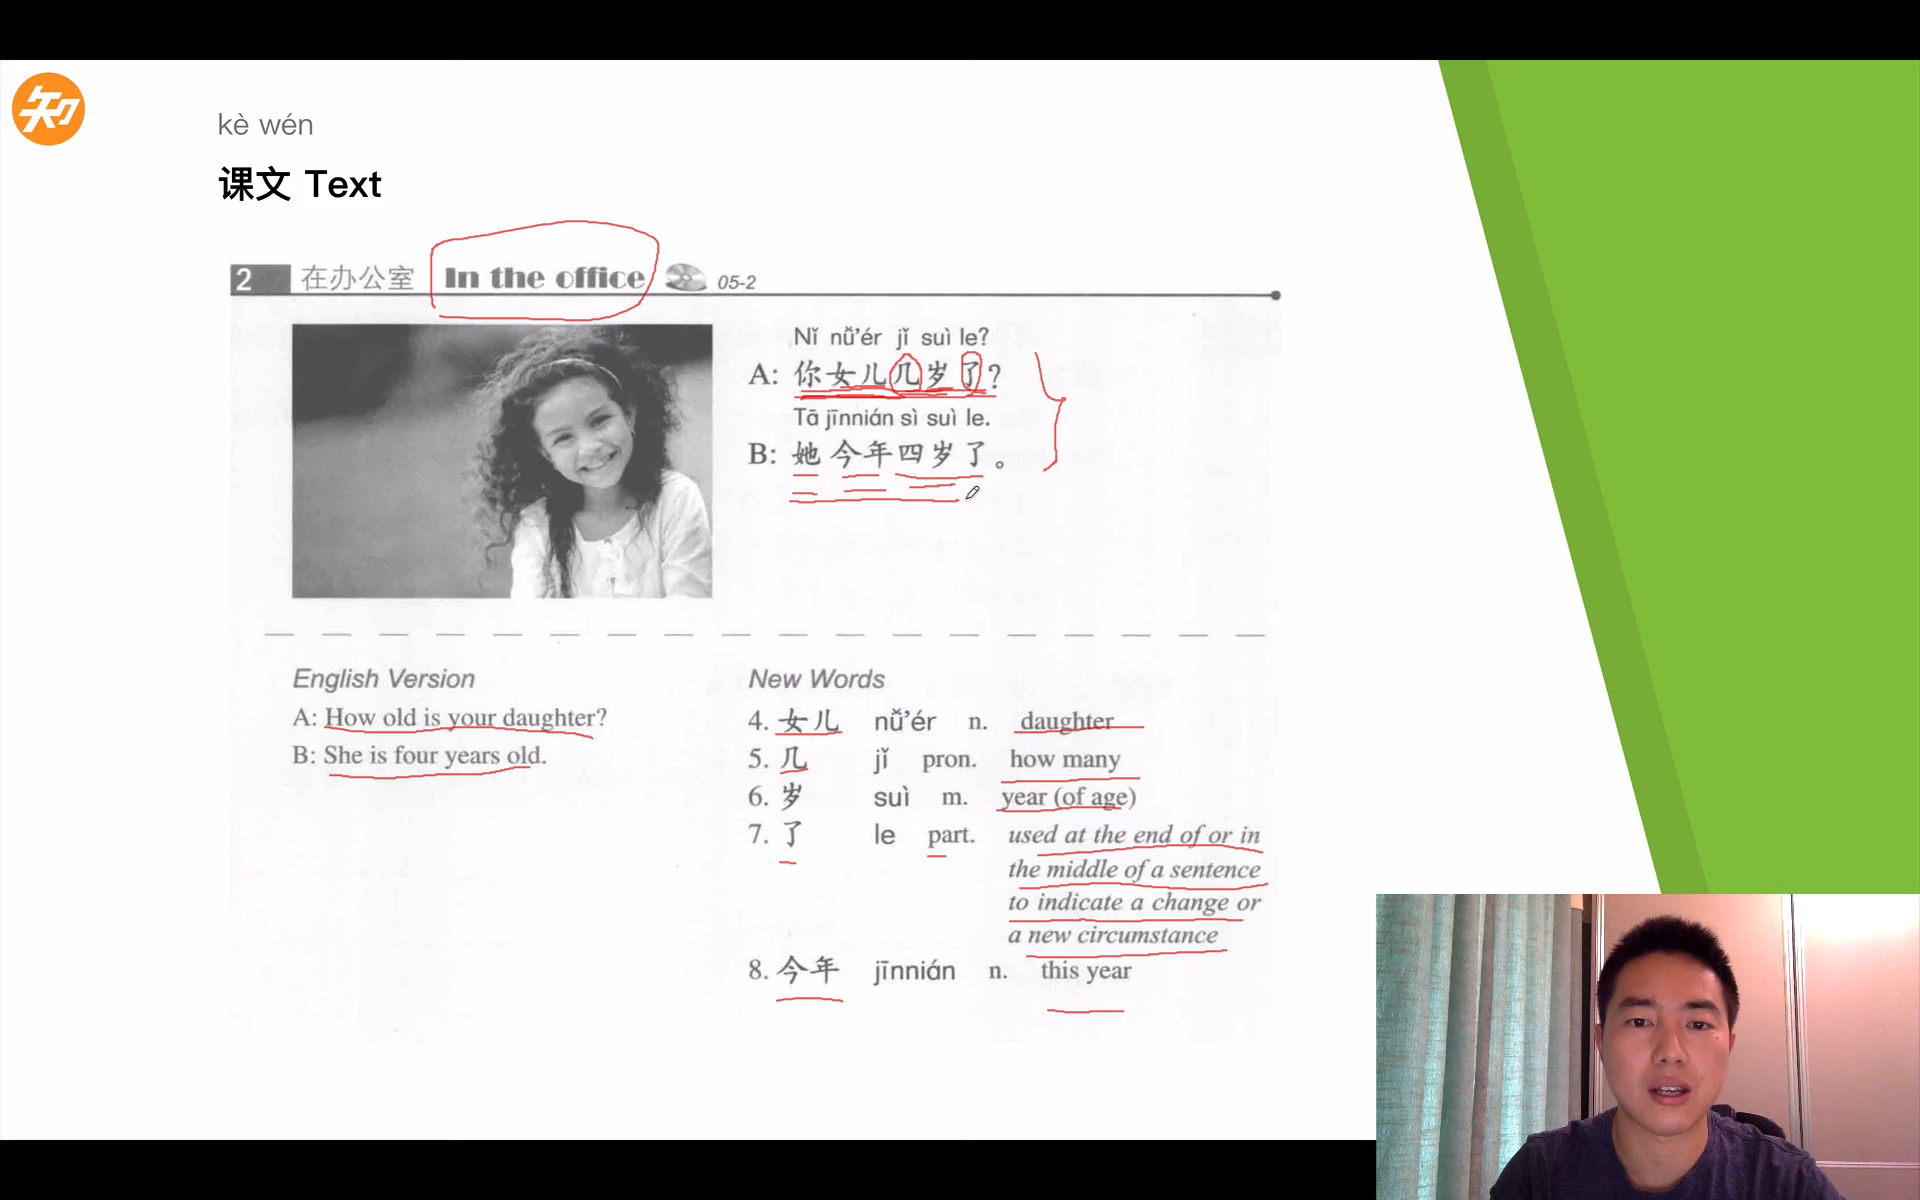 知
kè wén
课文 Text
2 在办公室 In the office 05-2
Nǐ nǚ’ér jǐ suì le?
A: 你女儿几岁了?
Tā jīnnián sì suì le.
B: 她今年四岁了。
English Version
A: How old is your daughter?
B: She is four years old.
New Words
4. 女儿 nǚ’ér n. daughter
5. 几 jǐ pron. how many
6. 岁 suì m. year (of age)
7. 了 le part. used at the end of or in
the middle of a sentence
to indicate a change or
a new circumstance
8. 今年 jīnnián n. this year